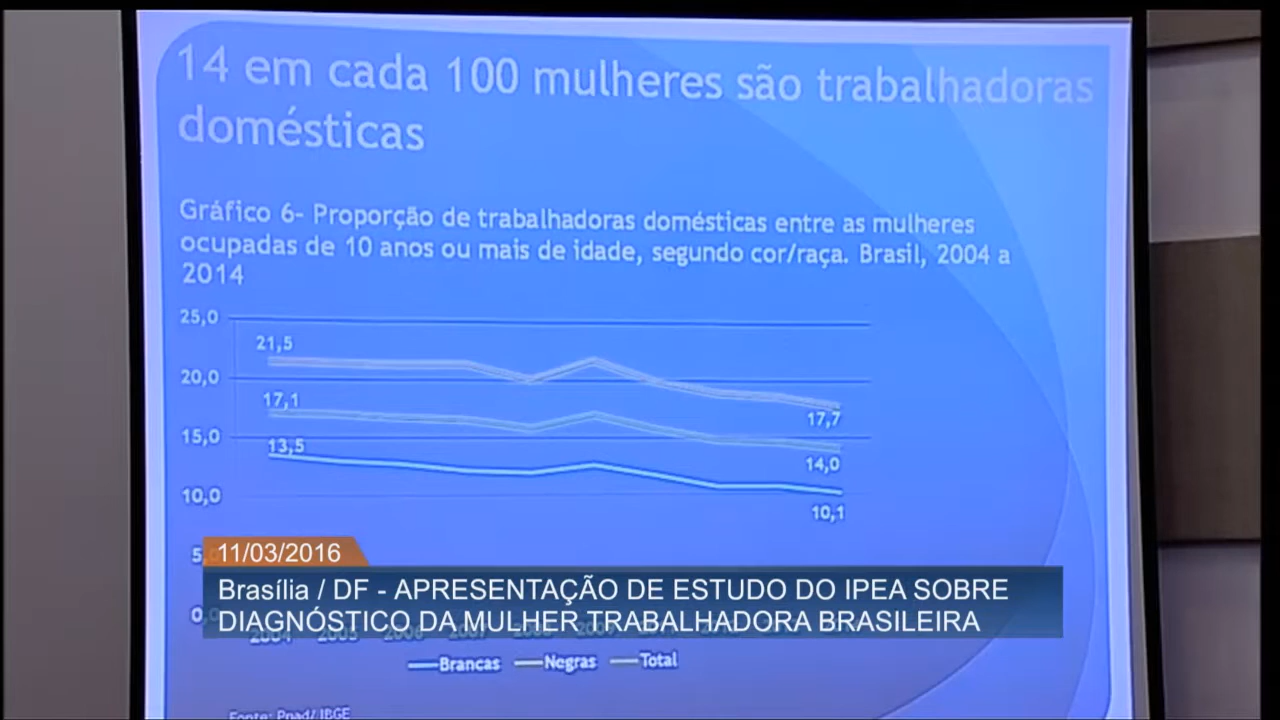 14 em cada 100 mulheres são trabalhadoras
domésticas
Gráfico 6- Proporção de trabalhadoras domésticas entre as mulheres
ocupadas de 10 anos ou mais de idade, segundo cor/raça. Brasil, 2004 a
2014
25,0
21,5
20,0
17,1
17,7
15,0
13,5
14,0
10,0
10,1
11/03/2016
Brasília / DF - APRESENTAÇÃO DE ESTUDO DO IPEA SOBRE
DIAGNÓSTICO DA MULHER TRABALHADORA BRASILEIRA
Brancas Negras Total
Fonte: Pnad/ IBGE